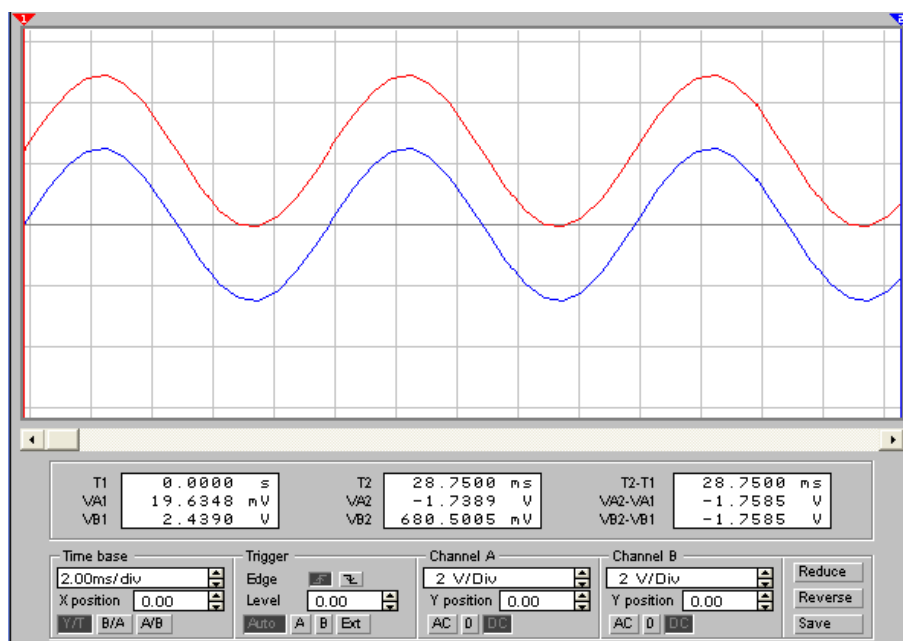 1 2
T1 0.0000 s T2 28.7500 ms T2-T1 28.7500 ms
VA1 19.6348 mV VA2 -1.7389 V VA2-VA1 -1.7585 V
VB1 2.4390 V VB2 680.5005 mV VB2-VB1 -1.7585 V
Time base Trigger Channel A Channel B
2.00ms/div Edge 2 V/Div 2 V/Div Reduce
X position 0.00 Level 0.00 Y position 0.00 Y position 0.00 Reverse
Y/T B/A A/B Auto A B Ext AC 0 DC AC 0 DC Save